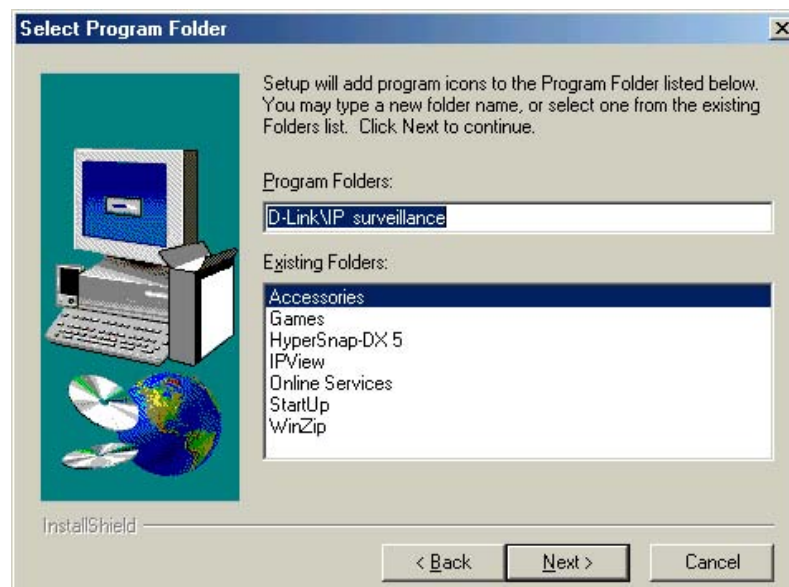 Select Program Folder
Setup will add program icons to the Program Folder listed below.
You may type a new folder name, or select one from the existing
Folders list. Click Next to continue.
Program Folders:
D-Link\IP surveillance
Existing Folders:
Accessories
Games
HyperSnap-DX 5
IPView
Online Services
StartUp
WinZip
InstallShield
< Back
Next >
Cancel